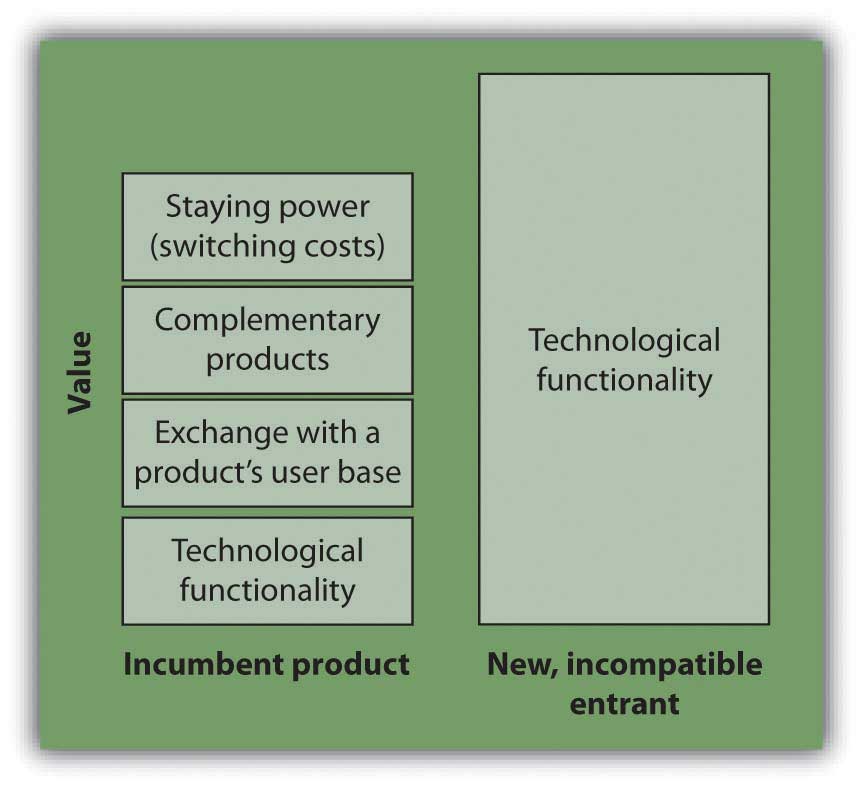 Value
Staying power
(switching costs)
Complementary
products
Exchange with a
product’s user base
Technological
functionality
Incumbent product
Technological
functionality
New, incompatible
entrant